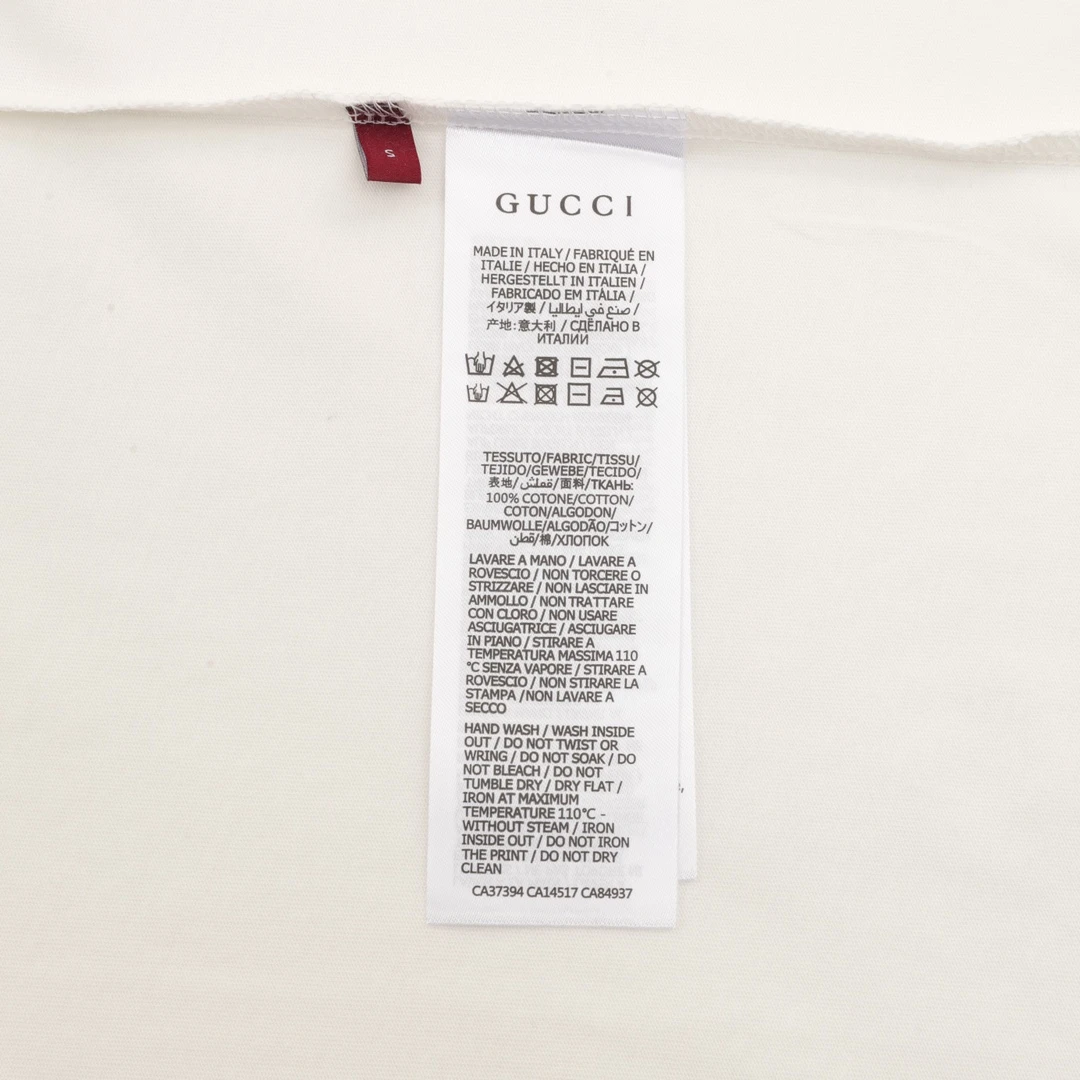 S
GUCCI
MADE IN ITALY / FABRIQUÉ EN
ITALIE / HECHO EN ITALIA /
HERGESTELLT IN ITALIEN /
FABRICADO EM ITÁLIA /
イタリア製 / صنع في ايطاليا /
产地：意大利 / СДЕЛАНО В
ИТАЛИИ
TESSUTO/FABRIC/TISSU/
TEJIDO/GEWEBE/TECIDO/
表地/قملش/面料/ТКАНЬ:
100% COTONE/COTTON/
COTON/ALGODON/
BAUMWOLLE/ALGODÃO/コットン/
قطن/棉/ХЛОПОК
LAVARE A MANO / LAVARE A
ROVESCIO / NON TORCERE O
STRIZZARE / NON LASCIARE IN
AMMOLLO / NON TRATTARE
CON CLORO / NON USARE
ASCIUGATRICE / ASCIUGARE
IN PIANO / STIRARE A
TEMPERATURA MASSIMA 110
°C SENZA VAPORE / STIRARE A
ROVESCIO / NON STIRARE LA
STAMPA /NON LAVARE A
SECCO
HAND WASH / WASH INSIDE
OUT / DO NOT TWIST OR
WRING / DO NOT SOAK / DO
NOT BLEACH / DO NOT
TUMBLE DRY / DRY FLAT /
IRON AT MAXIMUM
TEMPERATURE 110°C -
WITHOUT STEAM / IRON
INSIDE OUT / DO NOT IRON
THE PRINT / DO NOT DRY
CLEAN
CA37394 CA14517 CA84937